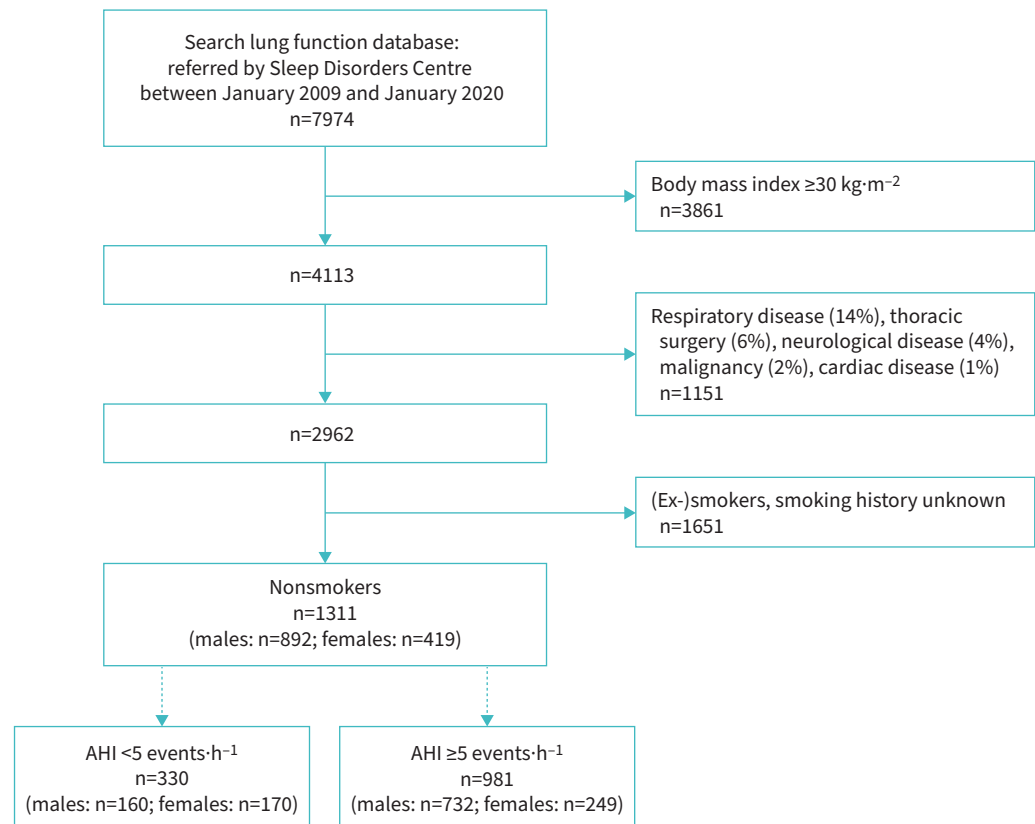 Search lung function database:
referred by Sleep Disorders Centre
between January 2009 and January 2020
n=7974
Body mass index ≥30 kg·m⁻²
n=3861
n=4113
Respiratory disease (14%), thoracic
surgery (6%), neurological disease (4%),
malignancy (2%), cardiac disease (1%)
n=1151
n=2962
(Ex-)smokers, smoking history unknown
n=1651
Nonsmokers
n=1311
(males: n=892; females: n=419)
AHI <5 events·h⁻¹
n=330
(males: n=160; females: n=170)
AHI ≥5 events·h⁻¹
n=981
(males: n=732; females: n=249)